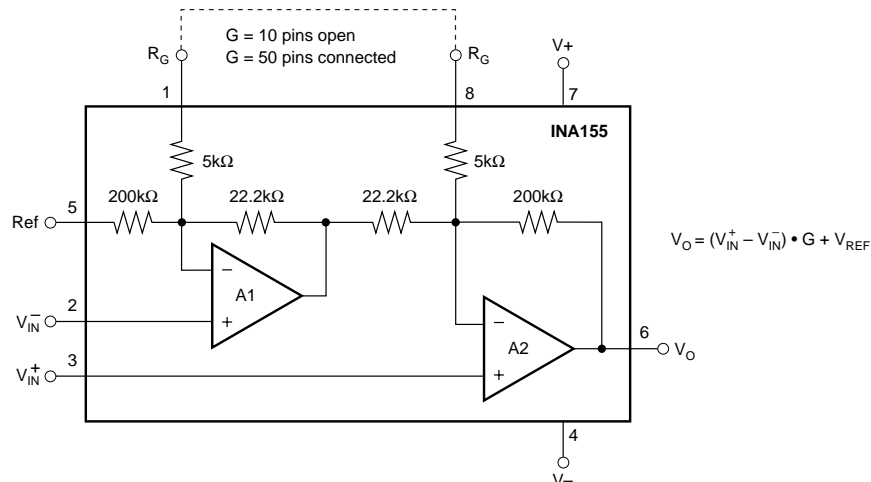 G = 10 pins open
G = 50 pins connected
R_G
R_G
V+
1
8
7
INA155
5kΩ
5kΩ
5
200kΩ
22.2kΩ
22.2kΩ
200kΩ
Ref
V_O = (V_IN^+ – V_IN^–) • G + V_REF
–
A1
2
+
V_IN^–
–
6
3
A2
V_O
V_IN^+
+
4
V–